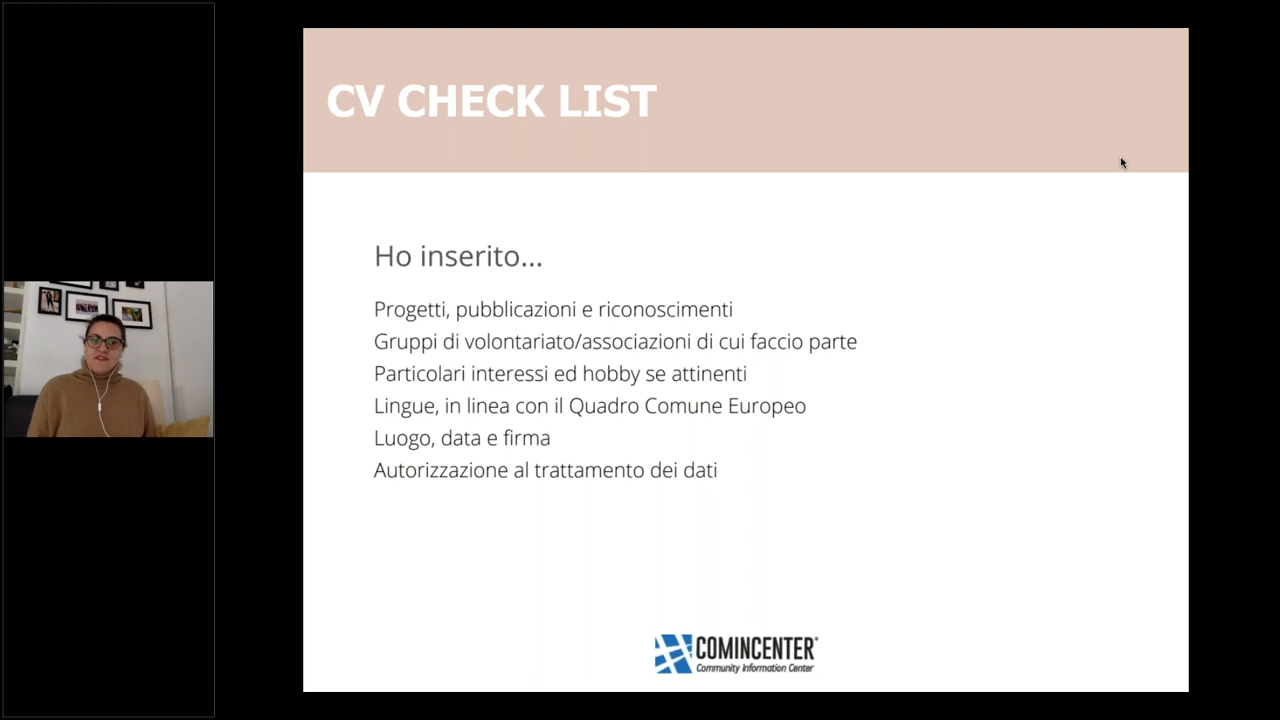 CV CHECK LIST
Ho inserito...
Progetti, pubblicazioni e riconoscimenti
Gruppi di volontariato/associazioni di cui faccio parte
Particolari interessi ed hobby se attinenti
Lingue, in linea con il Quadro Comune Europeo
Luogo, data e firma
Autorizzazione al trattamento dei dati
COMINCENTER®
Community Information Center